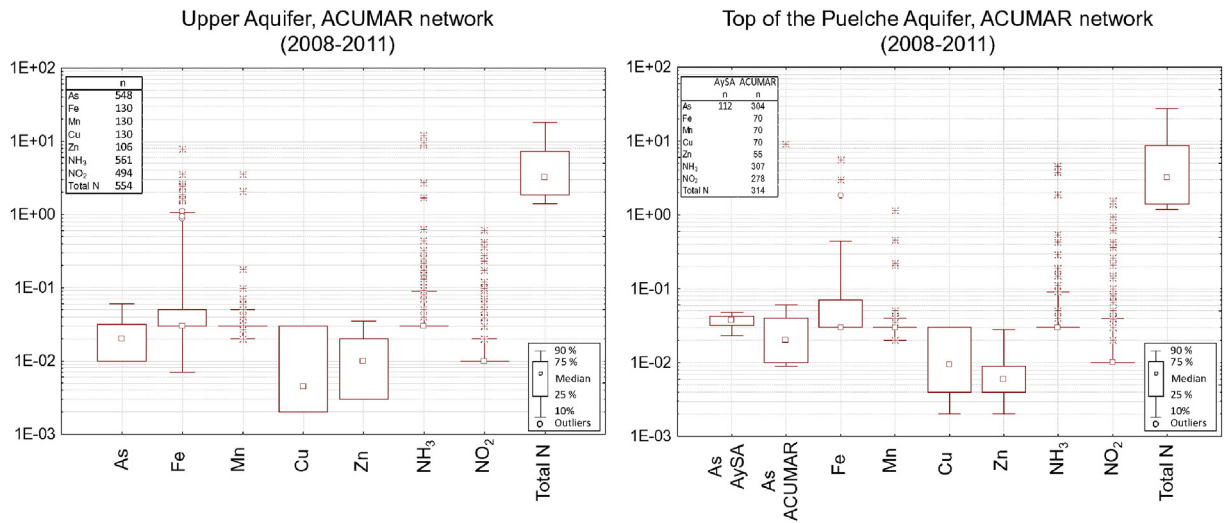 Upper Aquifer, ACUMAR network
(2008-2011)
1E+02
1E+01
1E+00
1E-01
1E-02
1E-03
n
As 548
Fe 130
Mn 130
Cu 130
Zn 106
NH3 561
NO2 494
Total N 554
90 %
75 %
Median
25 %
10%
Outliers
As
Fe
Mn
Cu
Zn
NH3
NO2
Total N
Top of the Puelche Aquifer, ACUMAR network
(2008-2011)
1E+02
1E+01
1E+00
1E-01
1E-02
1E-03
AySA ACUMAR
n n
As 112 304
Fe 70
Mn 70
Cu 70
Zn 55
NH3 307
NO2 278
Total N 314
90 %
75 %
Median
25 %
10%
Outliers
As
AySA
As
ACUMAR
Fe
Mn
Cu
Zn
NH3
NO2
Total N